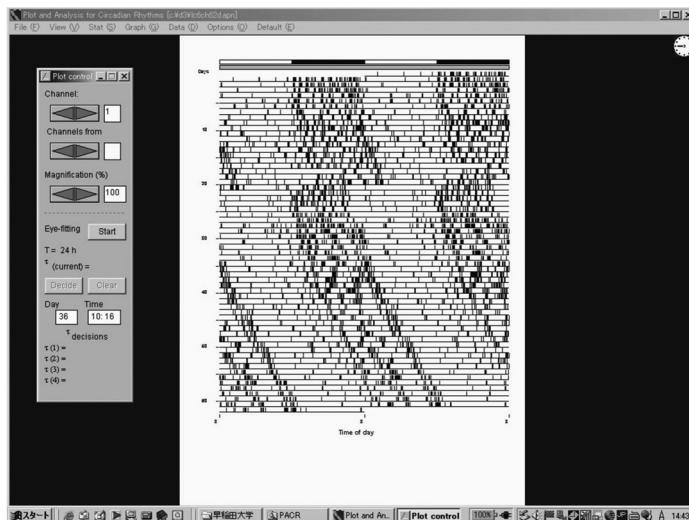 Plot and Analysis for Circadian Rhythms [c:\d3\lc6ch62d.apn]
File (F) View (V) Stat (S) Graph (G) Data (D) Options (O) Default (E)
Plot control
Channel:
1
Channels from
Magnification (%)
100
Eye-fitting
Start
T = 24 h
τ (current) =
Decide
Clear
Day
Time
36
10:16
τ decisions
τ (1) =
τ (2) =
τ (3) =
τ (4) =
Days
10
20
30
40
50
60
Time of day
スタート
早稲田大学
PACR
Plot and An..
Plot control
100%
A
14:43